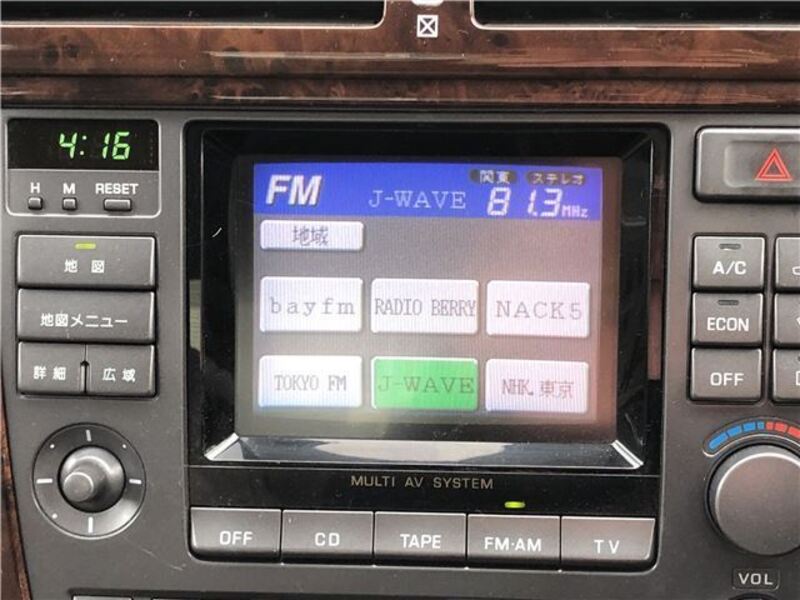 4:16
H M RESET
関東 ステレオ
FM J-WAVE 81.3 MHz
地域
bayfm RADIO BERRY NACK5
TOKYO FM J-WAVE NHK.東京
地図
地図メニュー
詳細 広域
A/C
ECON
OFF
MULTI AV SYSTEM
OFF CD TAPE FM·AM TV
VOL